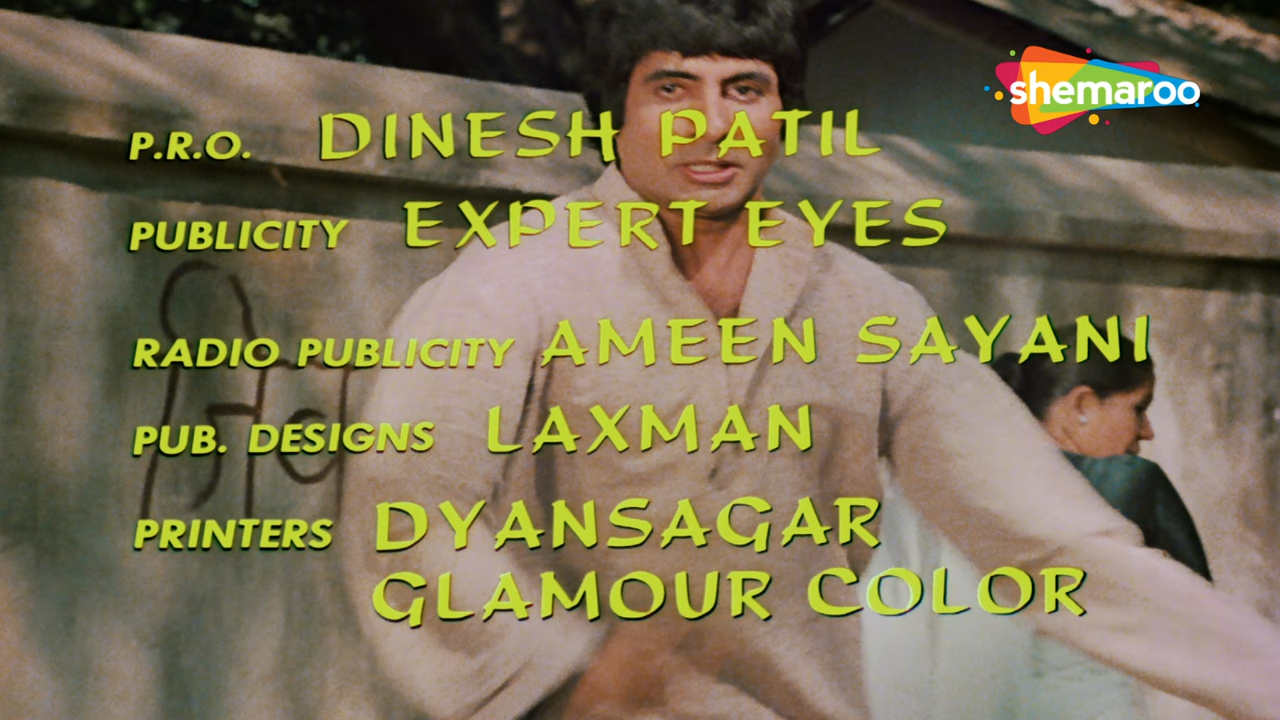 shemaroo
P.R.O. DINESH PATIL
PUBLICITY EXPERT EYES
RADIO PUBLICITY AMEEN SAYANI
PUB. DESIGNS LAXMAN
PRINTERS DYANSAGAR
GLAMOUR COLOR